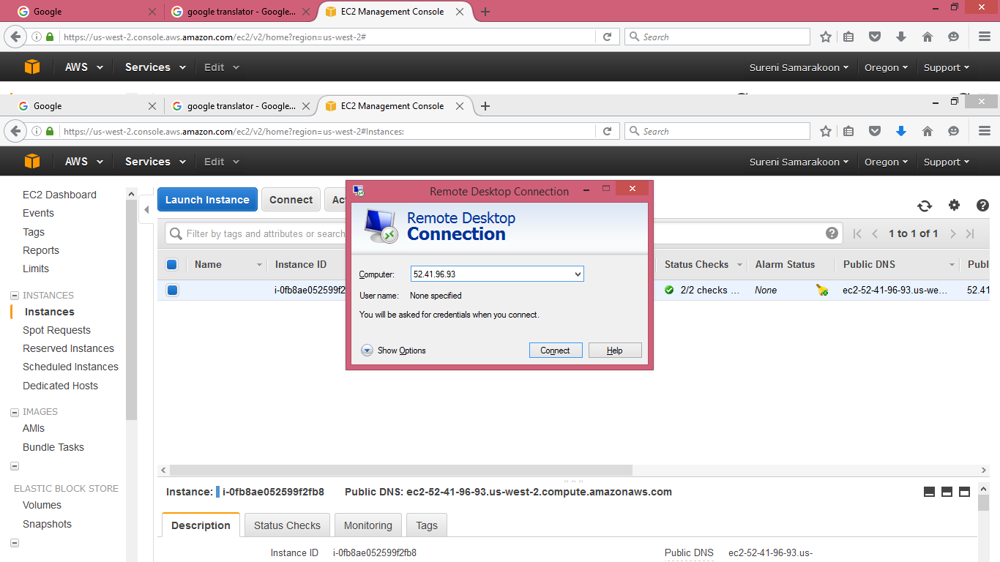 Google google translator - Google... EC2 Management Console
https://us-west-2.console.aws.amazon.com/ec2/v2/home?region=us-west-2# Search
AWS Services Edit Sureni Samarakoon Oregon Support
Google google translator - Google... EC2 Management Console
https://us-west-2.console.aws.amazon.com/ec2/v2/home?region=us-west-2#Instances: Search
AWS Services Edit Sureni Samarakoon Oregon Support
EC2 Dashboard
Events
Tags
Reports
Limits
INSTANCES
Instances
Spot Requests
Reserved Instances
Scheduled Instances
Dedicated Hosts
IMAGES
AMIs
Bundle Tasks
ELASTIC BLOCK STORE
Volumes
Snapshots
Launch Instance Connect Ac
Filter by tags and attributes or search 1 to 1 of 1
Name Instance ID Status Checks Alarm Status Public DNS Publ
i-0fb8ae052599f2 2/2 checks ... None ec2-52-41-96-93.us-we... 52.41
Remote Desktop Connection
Remote Desktop
Connection
Computer: 52.41.96.93
User name: None specified
You will be asked for credentials when you connect.
Show Options Connect Help
Instance: i-0fb8ae052599f2fb8 Public DNS: ec2-52-41-96-93.us-west-2.compute.amazonaws.com
Description Status Checks Monitoring Tags
Instance ID i-0fb8ae052599f2fb8 Public DNS ec2-52-41-96-93.us-